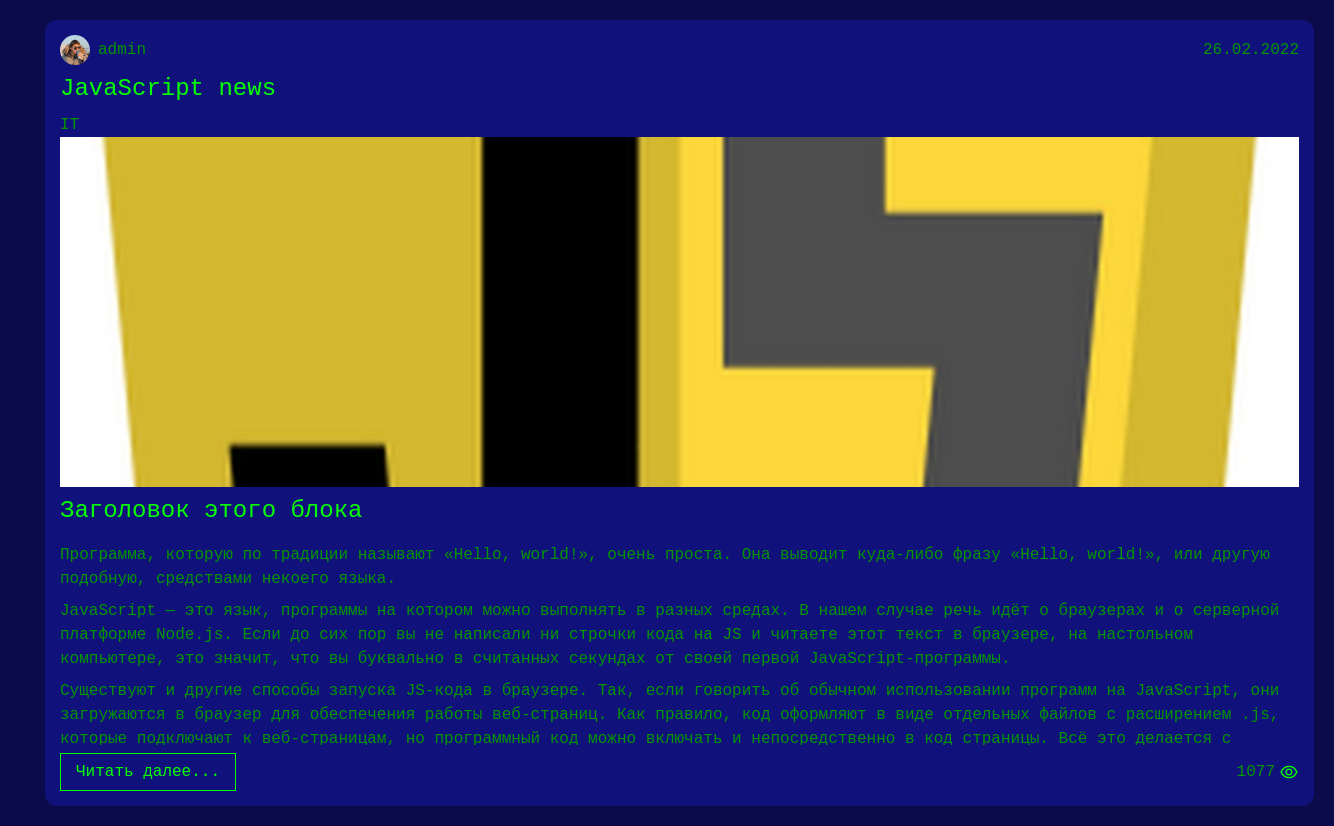 admin
26.02.2022
JavaScript news
IT
Заголовок этого блока
Программа, которую по традиции называют «Hello, world!», очень проста. Она выводит куда-либо фразу «Hello, world!», или другую
подобную, средствами некоего языка.
JavaScript — это язык, программы на котором можно выполнять в разных средах. В нашем случае речь идёт о браузерах и о серверной
платформе Node.js. Если до сих пор вы не написали ни строчки кода на JS и читаете этот текст в браузере, на настольном
компьютере, это значит, что вы буквально в считанных секундах от своей первой JavaScript-программы.
Существуют и другие способы запуска JS-кода в браузере. Так, если говорить об обычном использовании программ на JavaScript, они
загружаются в браузер для обеспечения работы веб-страниц. Как правило, код оформляют в виде отдельных файлов с расширением .js,
которые подключают к веб-страницам, но программный код можно включать и непосредственно в код страницы. Всё это делается с
Читать далее...
1077